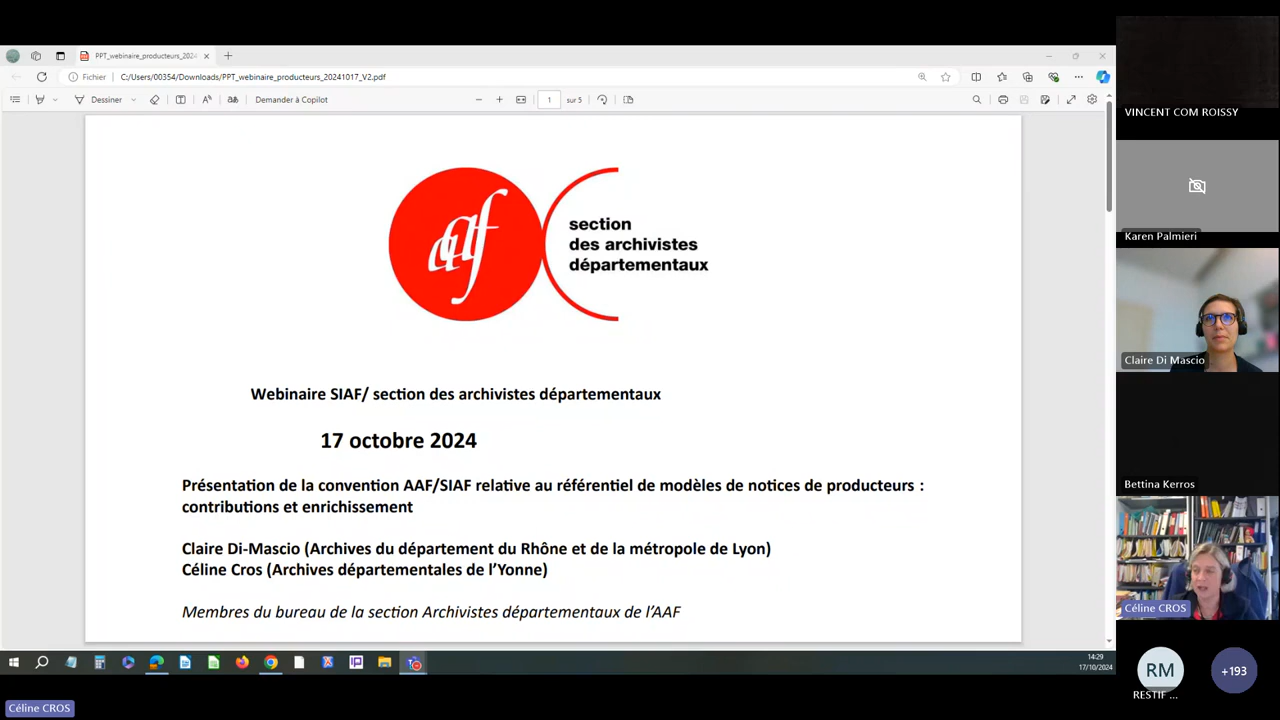 PPT_webinaire_producteurs_2024
Fichier
C:/Users/00354/Downloads/PPT_webinaire_producteurs_20241017_V2.pdf
Dessiner
Demander à Copilot
1
sur 5
aaf
section
des archivistes
départementaux
Webinaire SIAF/ section des archivistes départementaux
17 octobre 2024
Présentation de la convention AAF/SIAF relative au référentiel de modèles de notices de producteurs :
contributions et enrichissement
Claire Di-Mascio (Archives du département du Rhône et de la métropole de Lyon)
Céline Cros (Archives départementales de l'Yonne)
Membres du bureau de la section Archivistes départementaux de l'AAF
14:29
17/10/2024
Céline CROS
VINCENT COM ROISSY
Karen Palmieri
Claire Di Mascio
Bettina Kerros
Céline CROS
RM
RESTIF ...
+193